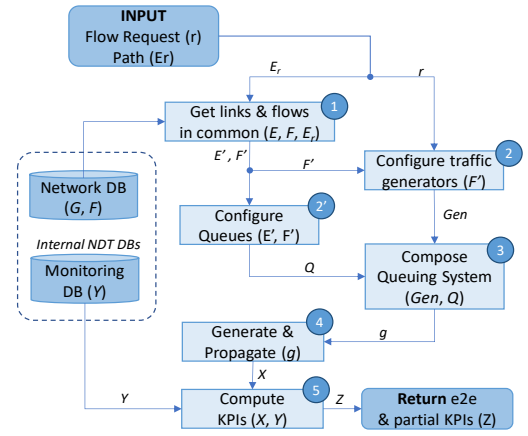 INPUT
Flow Request (r)
Path (Er)
E_r
r
1
Get links & flows
in common (E, F, E_r)
E', F'
F'
2
Configure traffic
generators (F')
Network DB
(G, F)
2'
Configure
Queues (E', F')
Gen
Internal NDT DBs
3
Compose
Queuing System
(Gen, Q)
Q
Monitoring
DB (Y)
4
Generate &
Propagate (g)
g
X
5
Compute
KPIs (X, Y)
Y
Z
Return e2e
& partial KPIs (Z)